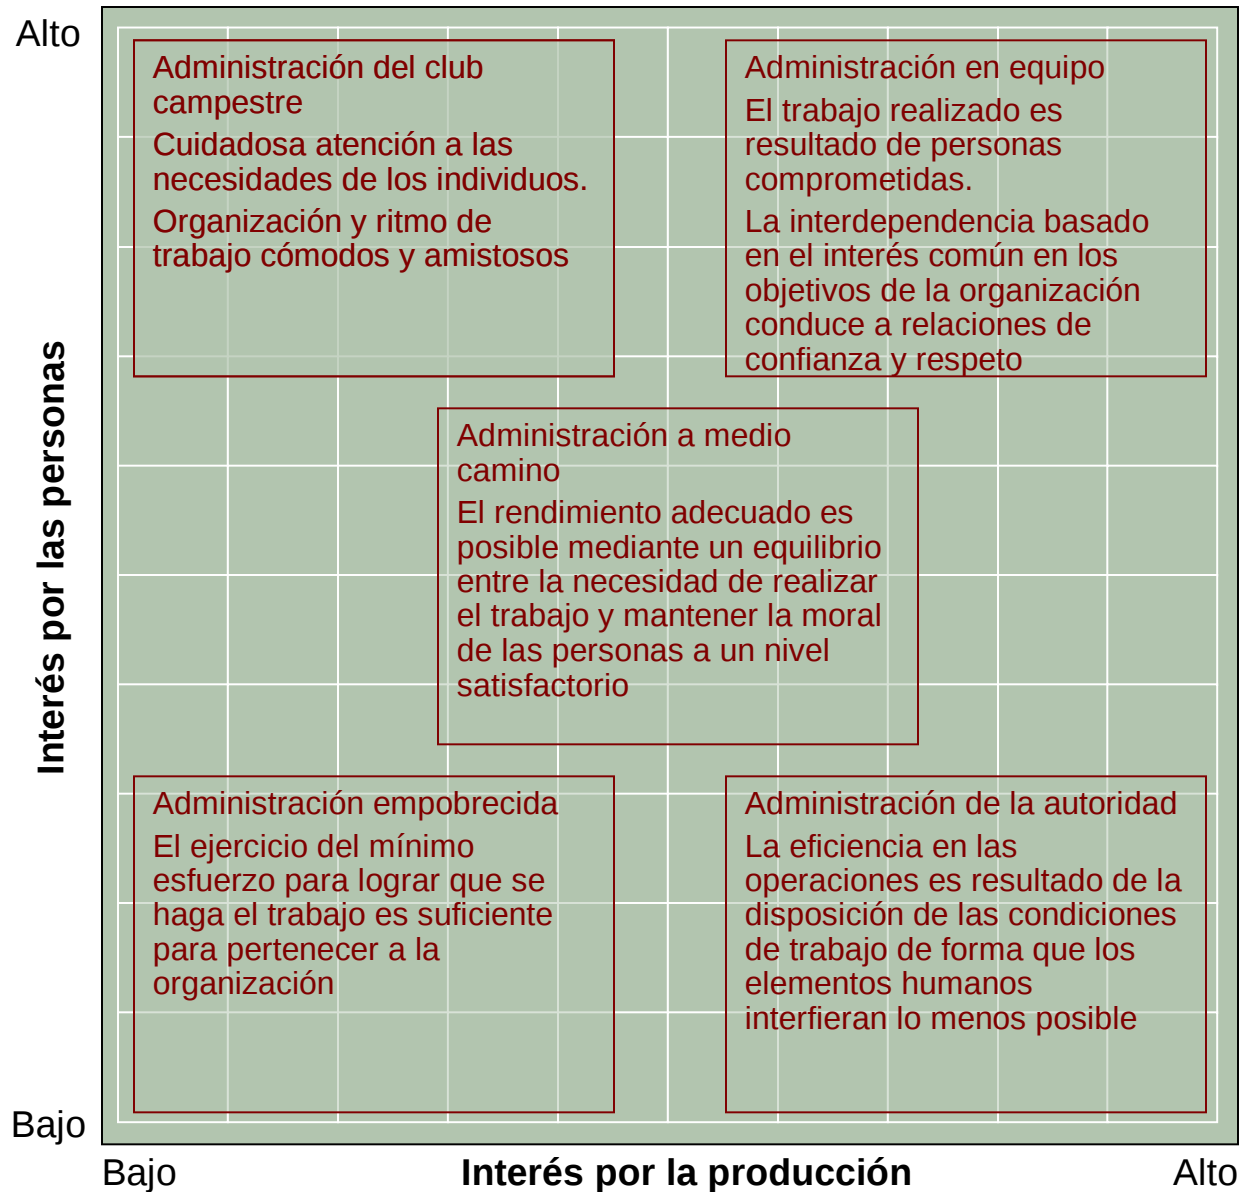 Alto
Administración del club
campestre
Cuidadosa atención a las
necesidades de los individuos.
Organización y ritmo de
trabajo cómodos y amistosos
Administración en equipo
El trabajo realizado es
resultado de personas
comprometidas.
La interdependencia basado
en el interés común en los
objetivos de la organización
conduce a relaciones de
confianza y respeto
Interés por las personas
Administración a medio
camino
El rendimiento adecuado es
posible mediante un equilibrio
entre la necesidad de realizar
el trabajo y mantener la moral
de las personas a un nivel
satisfactorio
Administración empobrecida
El ejercicio del mínimo
esfuerzo para lograr que se
haga el trabajo es suficiente
para pertenecer a la
organización
Administración de la autoridad
La eficiencia en las
operaciones es resultado de la
disposición de las condiciones
de trabajo de forma que los
elementos humanos
interfieran lo menos posible
Bajo
Bajo
Interés por la producción
Alto